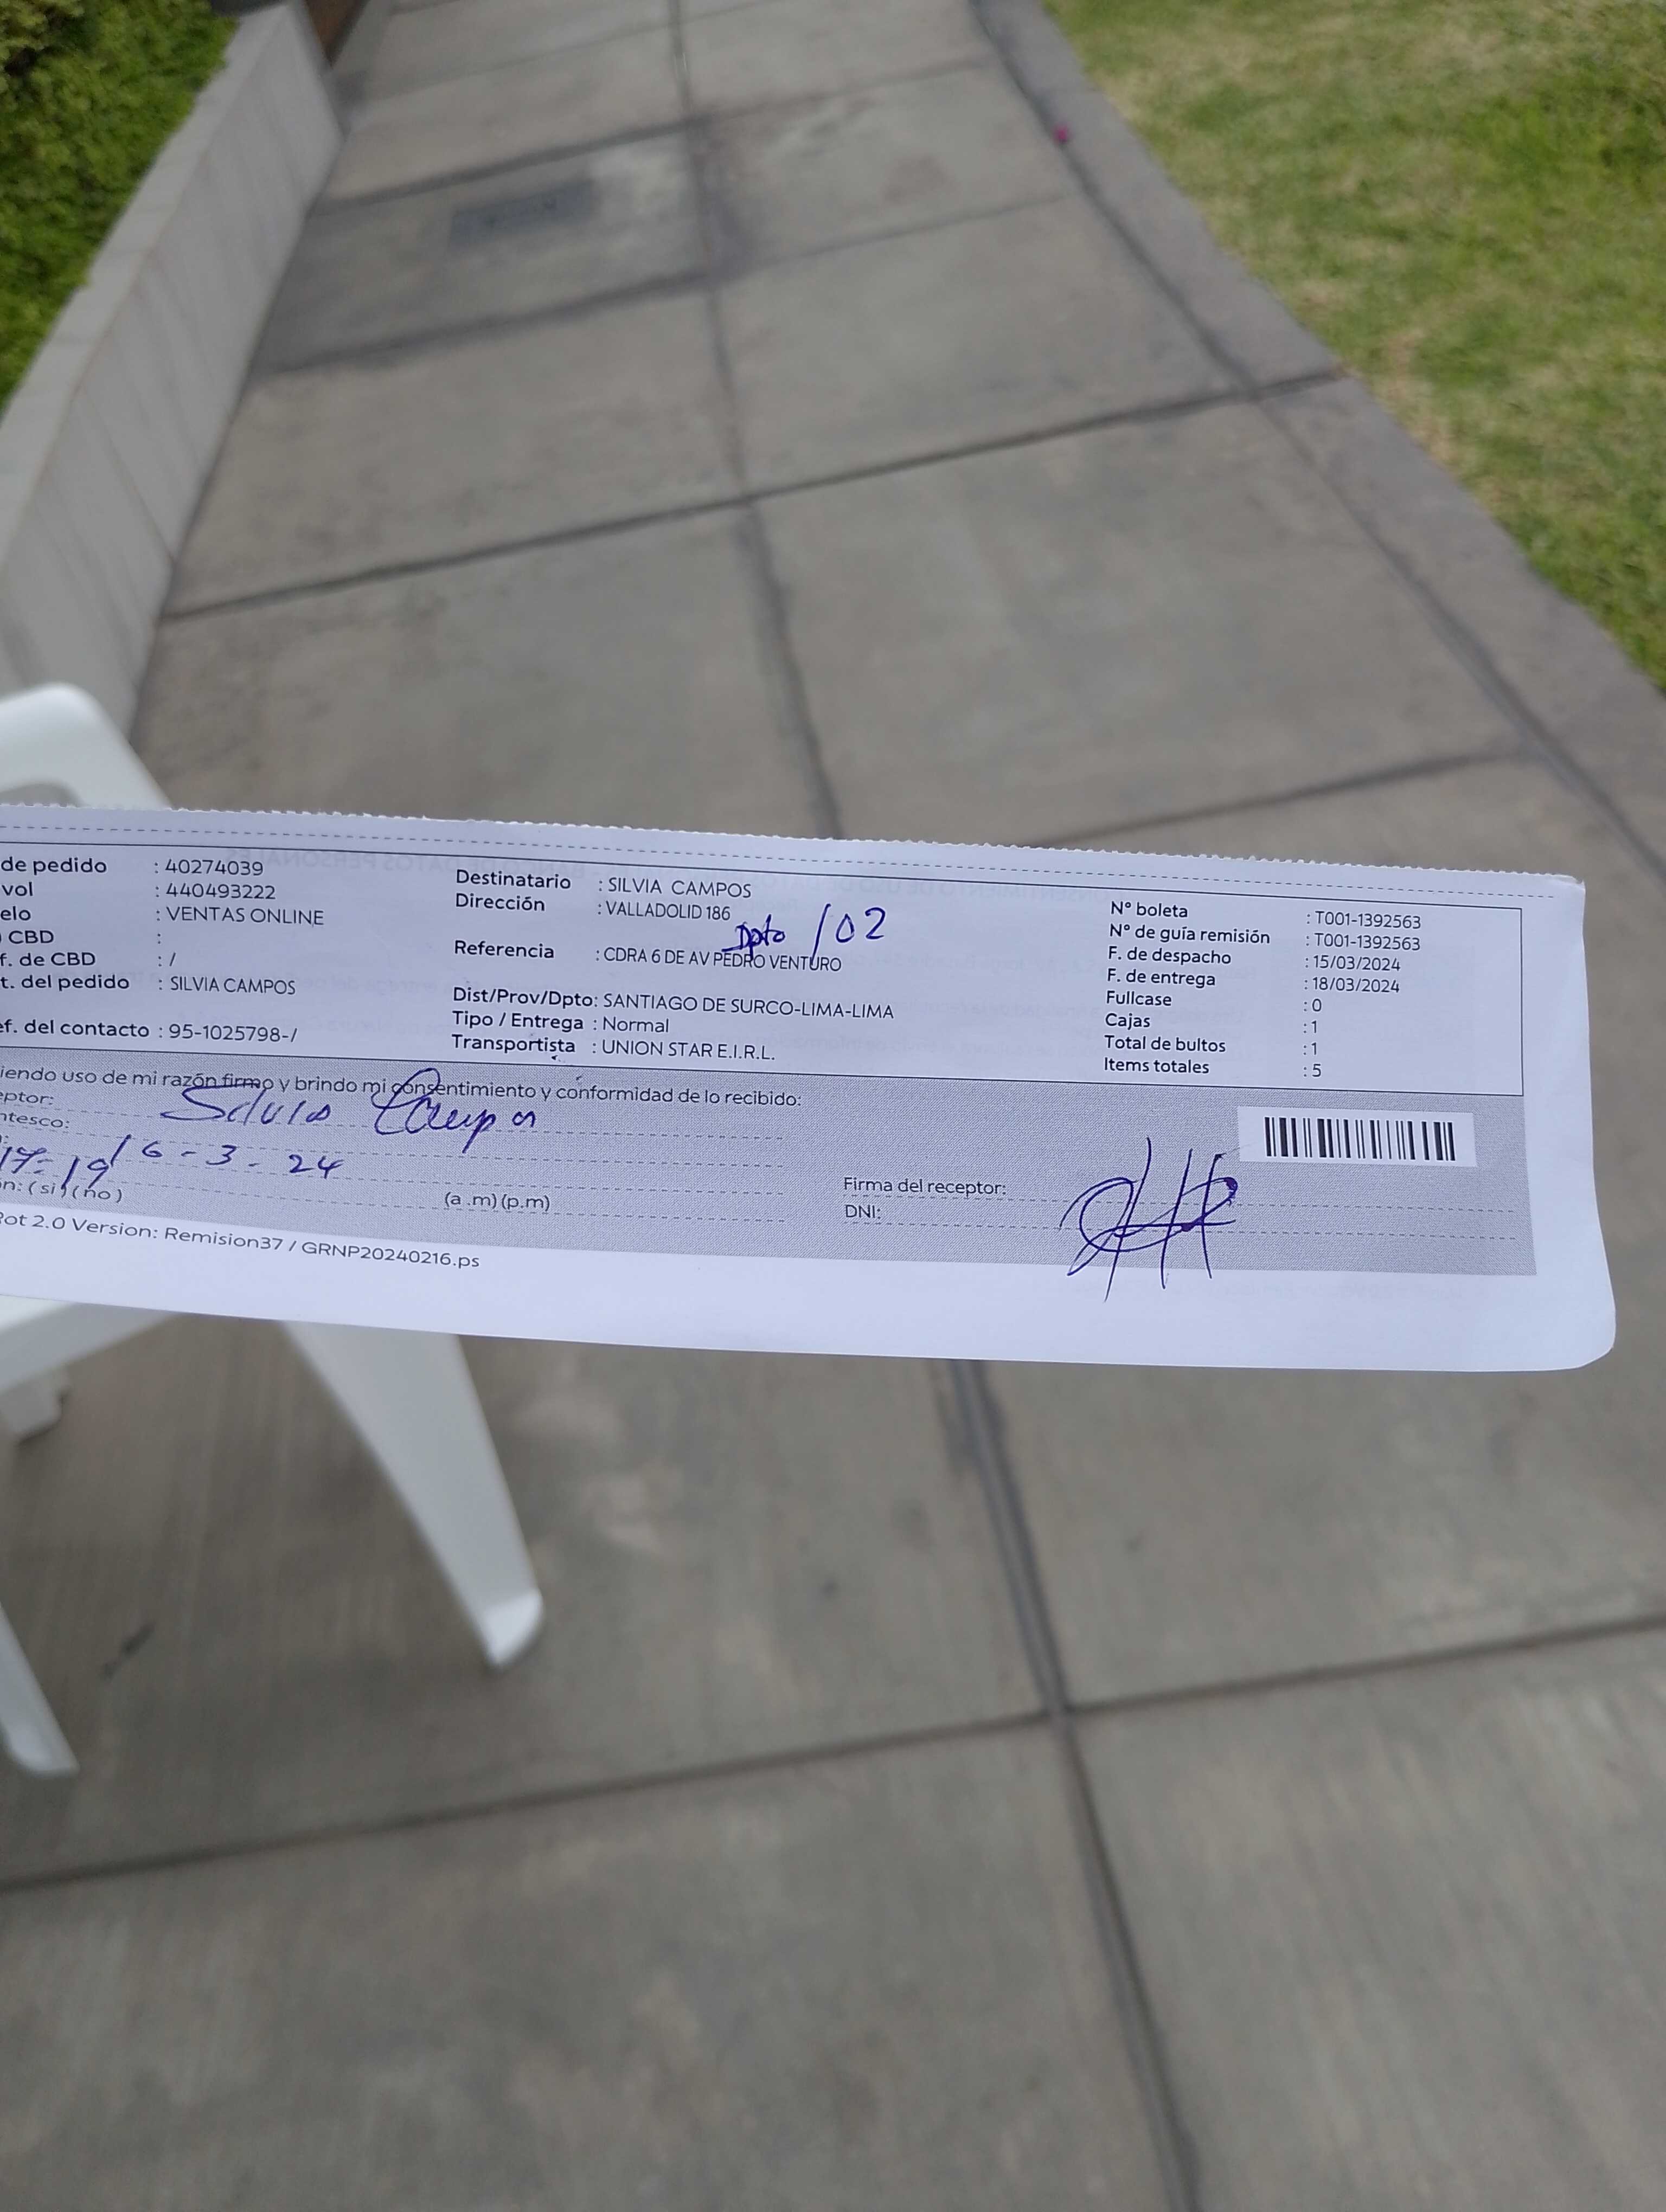 de pedido : 40274039
vol : 440493222
elo : VENTAS ONLINE
CBD :
f. de CBD : /
t. del pedido : SILVIA CAMPOS
ef. del contacto : 95-1025798-/
Destinatario : SILVIA CAMPOS
Dirección : VALLADOLID 186
Dpto 102
Referencia : CDRA 6 DE AV PEDRO VENTURO
Dist/Prov/Dpto: SANTIAGO DE SURCO-LIMA-LIMA
Tipo / Entrega : Normal
Transportista : UNION STAR E.I.R.L.
N° boleta : T001-1392563
N° de guía remisión : T001-1392563
F. de despacho : 15/03/2024
F. de entrega : 18/03/2024
Fullcase : 0
Cajas : 1
Total de bultos : 1
Items totales : 5
iendo uso de mi razón firmo y brindo mi consentimiento y conformidad de lo recibido:
eptor: Silvia Campos
ntesco:
16-3-24
17:19
n: (si) (no) (a .m) (p.m)
Firma del receptor:
DNI:
Rot 2.0 Version: Remision37 / GRNP20240216.ps